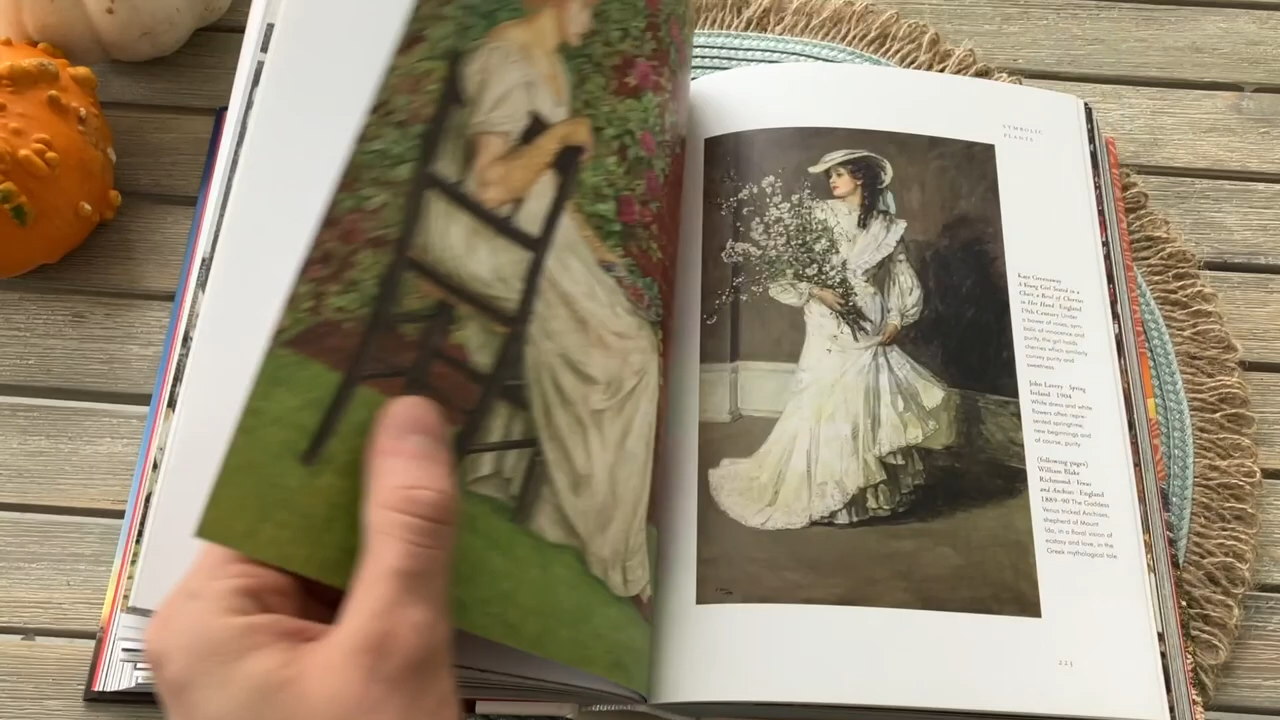 SYMBOLIC
PLANTS
Kate Greenaway
A Young Girl Seated in a
Chair, a Bowl of Cherries
in Her Hand · England
19th Century Under
a bower of roses, sym-
bols of innocence and
purity, the girl holds
cherries which similarly
convey purity and
sweetness.
John Lavery · Spring
Ireland · 1904
White dress and white
flowers often repre-
sented springtime,
new beginnings and
of course, purity.
(following pages)
William Blake
Richmond · Venus
and Anchises · England
1889–90 The Goddess
Venus tricked Anchises,
shepherd of Mount
Ida, in a floral vision of
ecstasy and love, in the
Greek mythological tale.
223